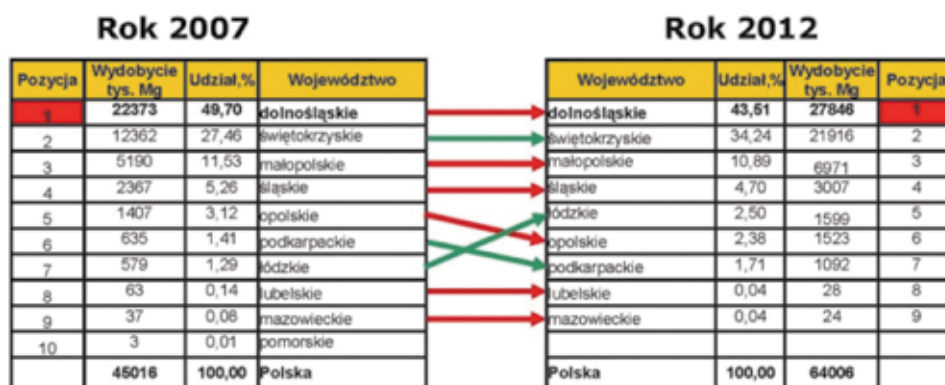 Rok 2007 Rok 2012
Pozycja Wydobycie tys. Mg Udział,% Województwo Województwo Udział,% Wydobycie tys. Mg Pozycja
1 22373 49,70 dolnośląskie dolnośląskie 43,51 27846 1
2 12362 27,46 świętokrzyskie świętokrzyskie 34,24 21916 2
3 5190 11,53 małopolskie małopolskie 10,89 6971 3
4 2367 5,26 śląskie śląskie 4,70 3007 4
5 1407 3,12 opolskie łódzkie 2,50 1599 5
6 635 1,41 podkarpackie opolskie 2,38 1523 6
7 579 1,29 łódzkie podkarpackie 1,71 1092 7
8 63 0,14 lubelskie lubelskie 0,04 28 8
9 37 0,08 mazowieckie mazowieckie 0,04 24 9
10 3 0,01 pomorskie
45016 100,00 Polska Polska 100,00 64006